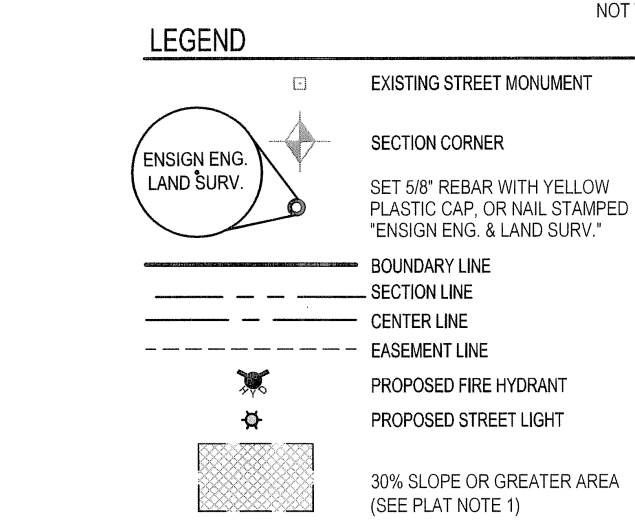 NOT
LEGEND
EXISTING STREET MONUMENT
SECTION CORNER
ENSIGN ENG.
LAND SURV.
SET 5/8" REBAR WITH YELLOW
PLASTIC CAP, OR NAIL STAMPED
"ENSIGN ENG. & LAND SURV."
BOUNDARY LINE
SECTION LINE
CENTER LINE
EASEMENT LINE
HYD
PROPOSED FIRE HYDRANT
PROPOSED STREET LIGHT
30% SLOPE OR GREATER AREA
(SEE PLAT NOTE 1)